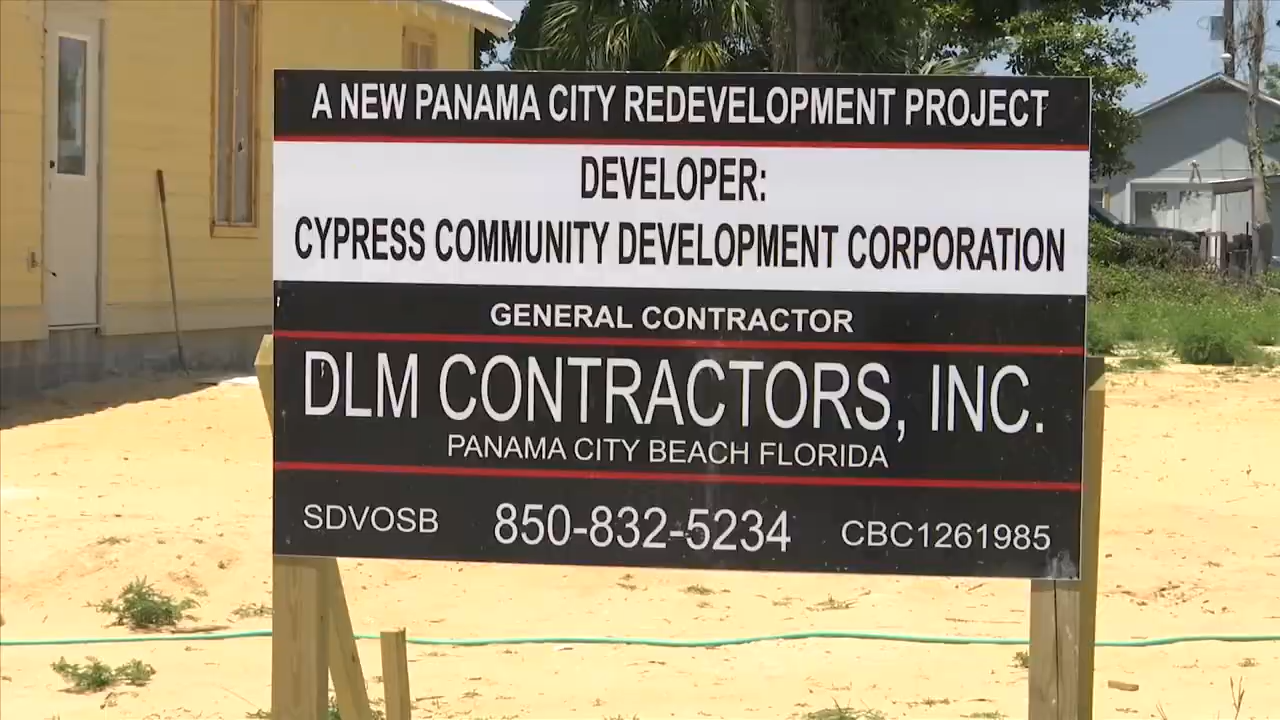 A NEW PANAMA CITY REDEVELOPMENT PROJECT
DEVELOPER:
CYPRESS COMMUNITY DEVELOPMENT CORPORATION
GENERAL CONTRACTOR
DLM CONTRACTORS, INC.
PANAMA CITY BEACH FLORIDA
SDVOSB 850-832-5234 CBC1261985